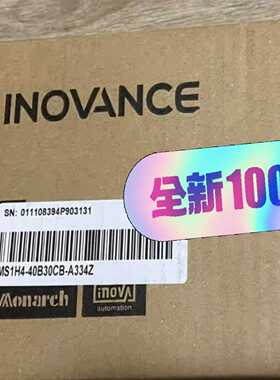 INOVANCE
全新100
SN: 011108394P903131
MS1H4-40B30CB-A334Z
Monarch
inovA
automation